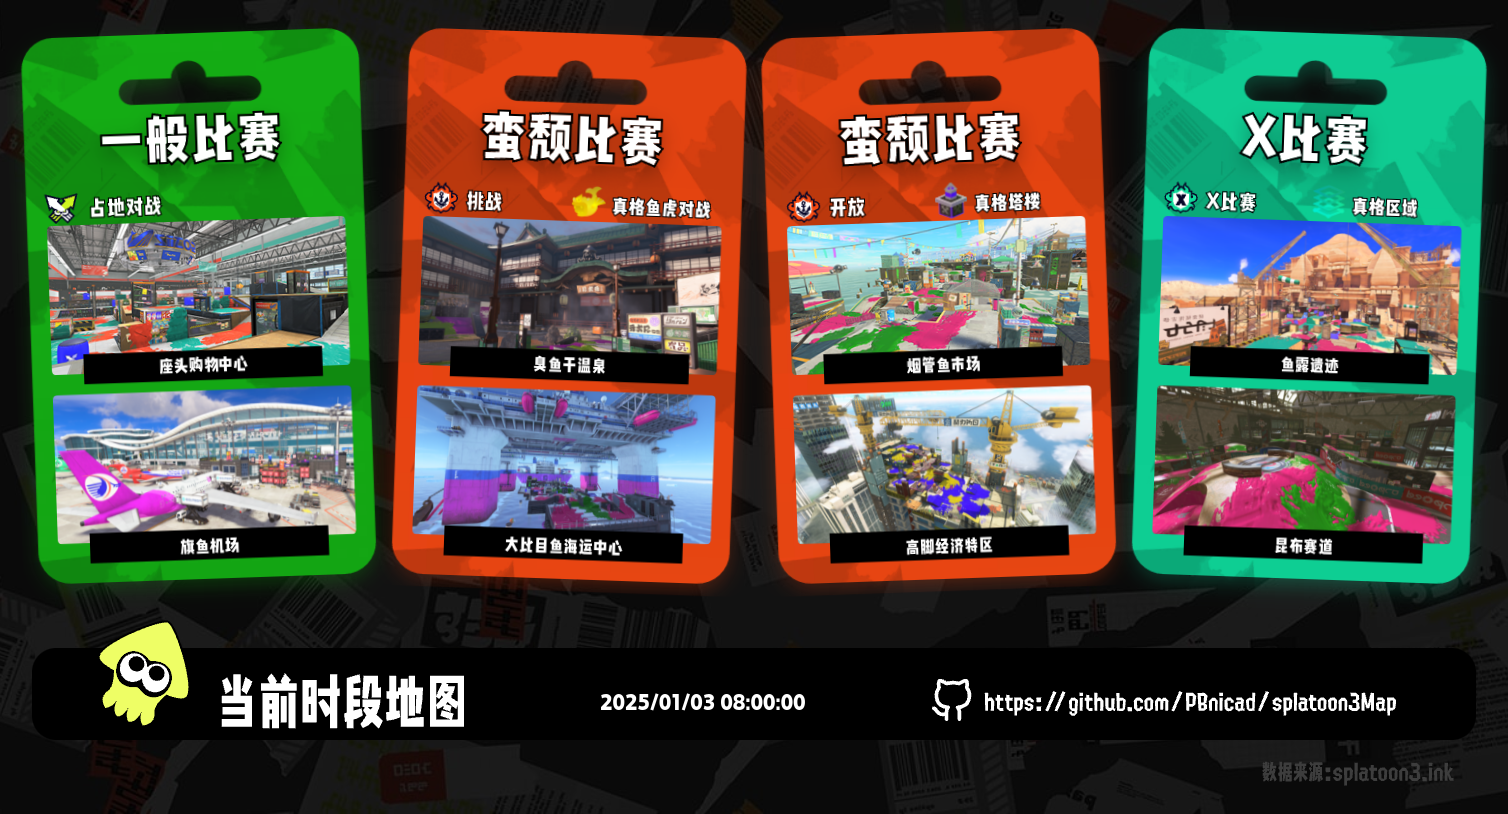 一般比赛
占地对战
座头购物中心
旗鱼机场
蛮颓比赛
挑战
真格鱼虎对战
臭鱼干温泉
大比目鱼海运中心
蛮颓比赛
开放
真格塔楼
烟管鱼市场
高脚经济特区
X比赛
X比赛
真格区域
鱼露遗迹
昆布赛道
当前时段地图
2025/01/03 08:00:00
https://github.com/PBnicad/splatoon3Map
数据来源:splatoon3.ink